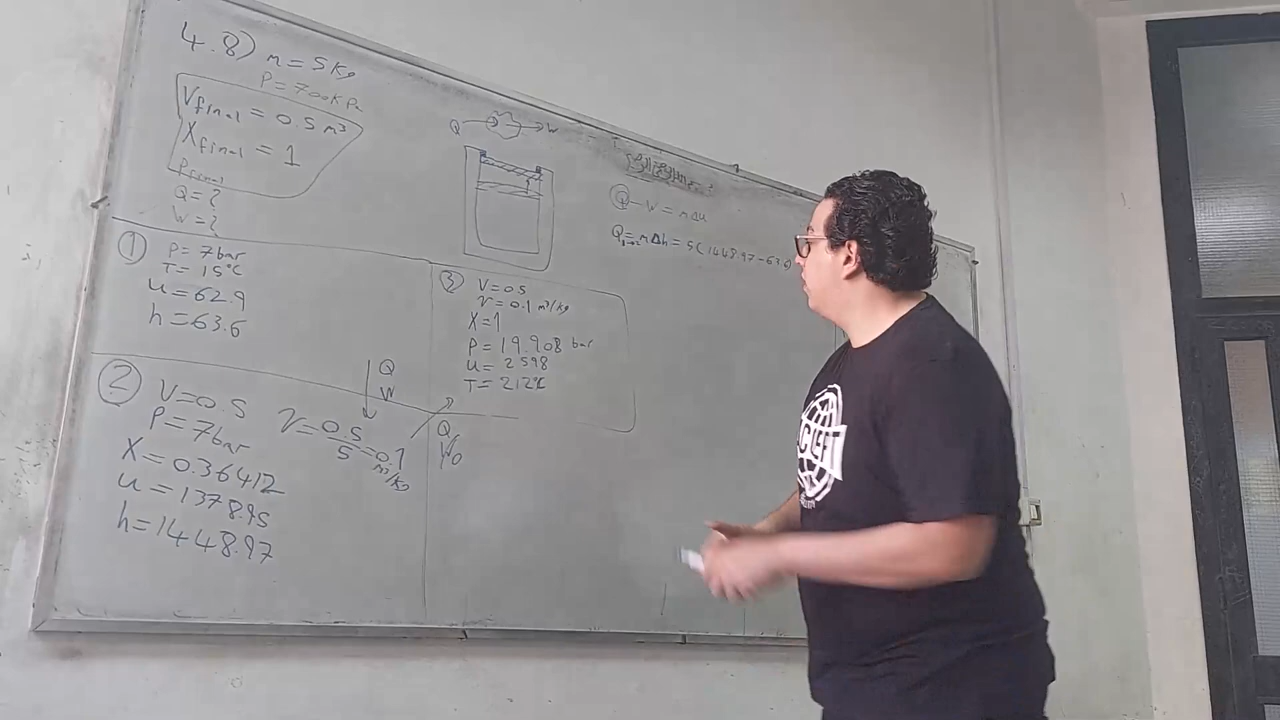 4.8) m = 5 Kg
P = 700 KPa
Vfinal = 0.5 m³
Xfinal = 1
Pfinal
Q = ?
W = ?
Q W
① P = 7 bar
T = 15°C
u = 62.9
h = 63.6
② V = 0.5
P = 7 bar
X = 0.36412
u = 1378.95
h = 1448.97
Q
W
v = 0.5/5 = 0.1 m³/kg
③ V = 0.5
v = 0.1 m³/kg
X = 1
P = 19.908 bar
u = 2598
T = 212°C
Q
W 0
Q - W = mΔu
Q1→2 = mΔh = 5(1448.97 - 63.6)
CLF